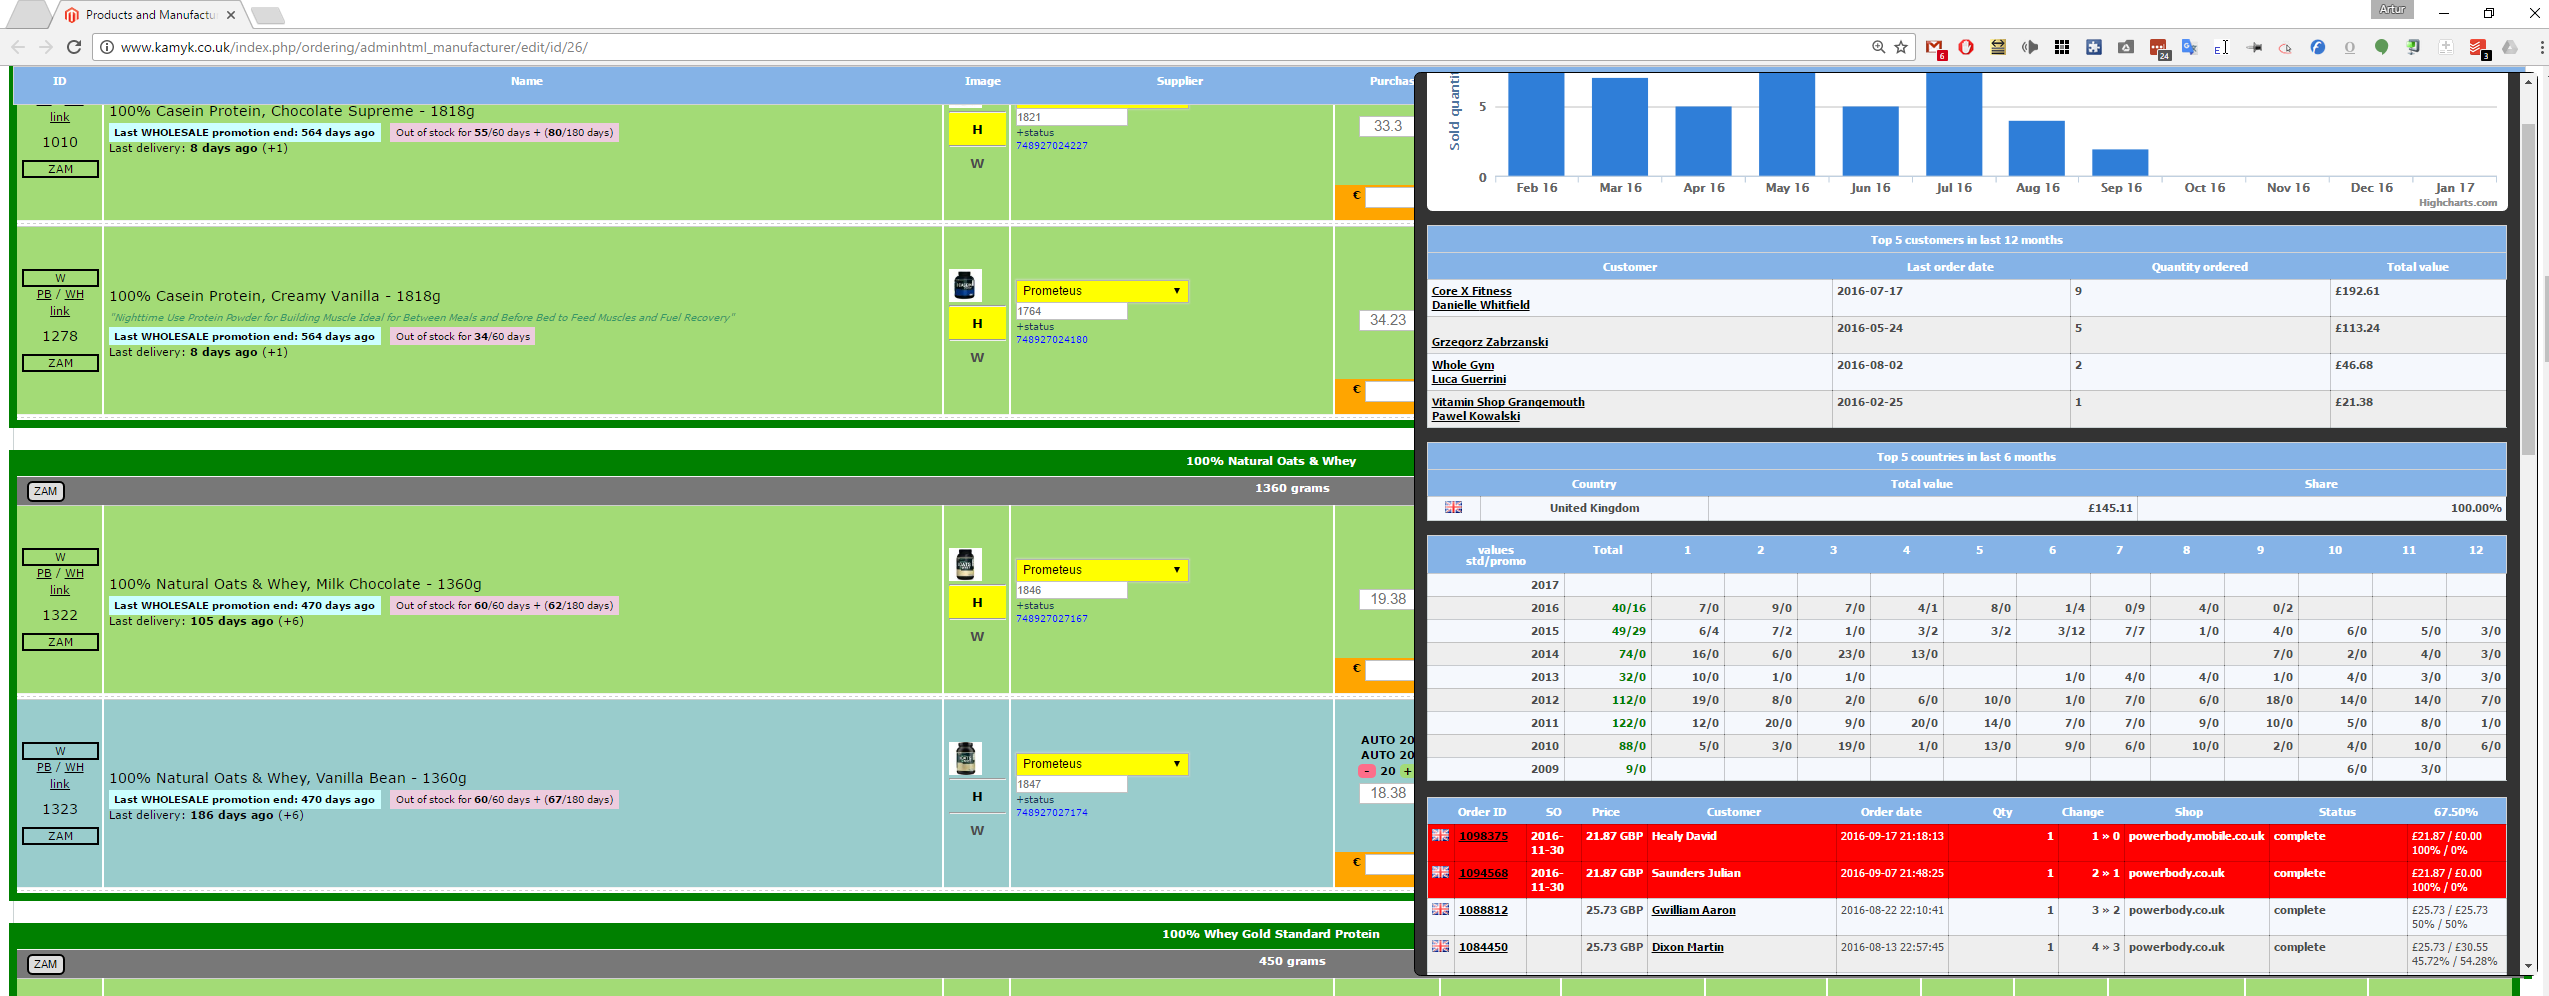 Products and Manufactu
Artur
www.kamyk.co.uk/index.php/ordering/adminhtml_manufacturer/edit/id/26/
6
24
3
ID Name Image Supplier Purchas
link
1010
ZAM
100% Casein Protein, Chocolate Supreme - 1818g
Last WHOLESALE promotion end: 564 days ago Out of stock for 55/60 days + (80/180 days)
Last delivery: 8 days ago (+1)
H
W
1821
+status
748927024227
33.3
€
W
PB / WH
link
1278
ZAM
100% Casein Protein, Creamy Vanilla - 1818g
"Nighttime Use Protein Powder for Building Muscle Ideal for Between Meals and Before Bed to Feed Muscles and Fuel Recovery"
Last WHOLESALE promotion end: 564 days ago Out of stock for 34/60 days
Last delivery: 8 days ago (+1)
H
W
Prometeus
1764
+status
748927024180
34.23
€
100% Natural Oats & Whey
ZAM 1360 grams
W
PB / WH
link
1322
ZAM
100% Natural Oats & Whey, Milk Chocolate - 1360g
Last WHOLESALE promotion end: 470 days ago Out of stock for 60/60 days + (62/180 days)
Last delivery: 105 days ago (+6)
H
W
Prometeus
1846
+status
748927027167
19.38
€
W
PB / WH
link
1323
ZAM
100% Natural Oats & Whey, Vanilla Bean - 1360g
Last WHOLESALE promotion end: 470 days ago Out of stock for 60/60 days + (67/180 days)
Last delivery: 186 days ago (+6)
H
W
Prometeus
1847
+status
748927027174
AUTO 20
AUTO 20
- 20 +
18.38
€
100% Whey Gold Standard Protein
ZAM 450 grams
Sold quantit
5
0
Feb 16 Mar 16 Apr 16 May 16 Jun 16 Jul 16 Aug 16 Sep 16 Oct 16 Nov 16 Dec 16 Jan 17
Highcharts.com
Top 5 customers in last 12 months
Customer Last order date Quantity ordered Total value
Core X Fitness 2016-07-17 9 £192.61
Danielle Whitfield
2016-05-24 5 £113.24
Grzegorz Zabrzanski
Whole Gym 2016-08-02 2 £46.68
Luca Guerrini
Vitamin Shop Grangemouth 2016-02-25 1 £21.38
Pawel Kowalski
Top 5 countries in last 6 months
Country Total value Share
United Kingdom £145.11 100.00%
values Total 1 2 3 4 5 6 7 8 9 10 11 12
std/promo
2017
2016 40/16 7/0 9/0 7/0 4/1 8/0 1/4 0/9 4/0 0/2
2015 49/29 6/4 7/2 1/0 3/2 3/2 3/12 7/7 1/0 4/0 6/0 5/0 3/0
2014 74/0 16/0 6/0 23/0 13/0 7/0 2/0 4/0 3/0
2013 32/0 10/0 1/0 1/0 1/0 4/0 4/0 1/0 4/0 3/0 3/0
2012 112/0 19/0 8/0 2/0 6/0 10/0 1/0 7/0 6/0 18/0 14/0 14/0 7/0
2011 122/0 12/0 20/0 9/0 20/0 14/0 7/0 7/0 9/0 10/0 5/0 8/0 1/0
2010 88/0 5/0 3/0 19/0 1/0 13/0 9/0 6/0 10/0 2/0 4/0 10/0 6/0
2009 9/0 6/0 3/0
Order ID SO Price Customer Order date Qty Change Shop Status 67.50%
1098375 2016- 21.87 GBP Healy David 2016-09-17 21:18:13 1 1 » 0 powerbody.mobile.co.uk complete £21.87 / £0.00
11-30 100% / 0%
1094568 2016- 21.87 GBP Saunders Julian 2016-09-07 21:48:25 1 2 » 1 powerbody.co.uk complete £21.87 / £0.00
11-30 100% / 0%
1088812 25.73 GBP Gwilliam Aaron 2016-08-22 22:10:41 1 3 » 2 powerbody.co.uk complete £25.73 / £25.73
50% / 50%
1084450 25.73 GBP Dixon Martin 2016-08-13 22:57:45 1 4 » 3 powerbody.co.uk complete £25.73 / £30.55
45.72% / 54.28%